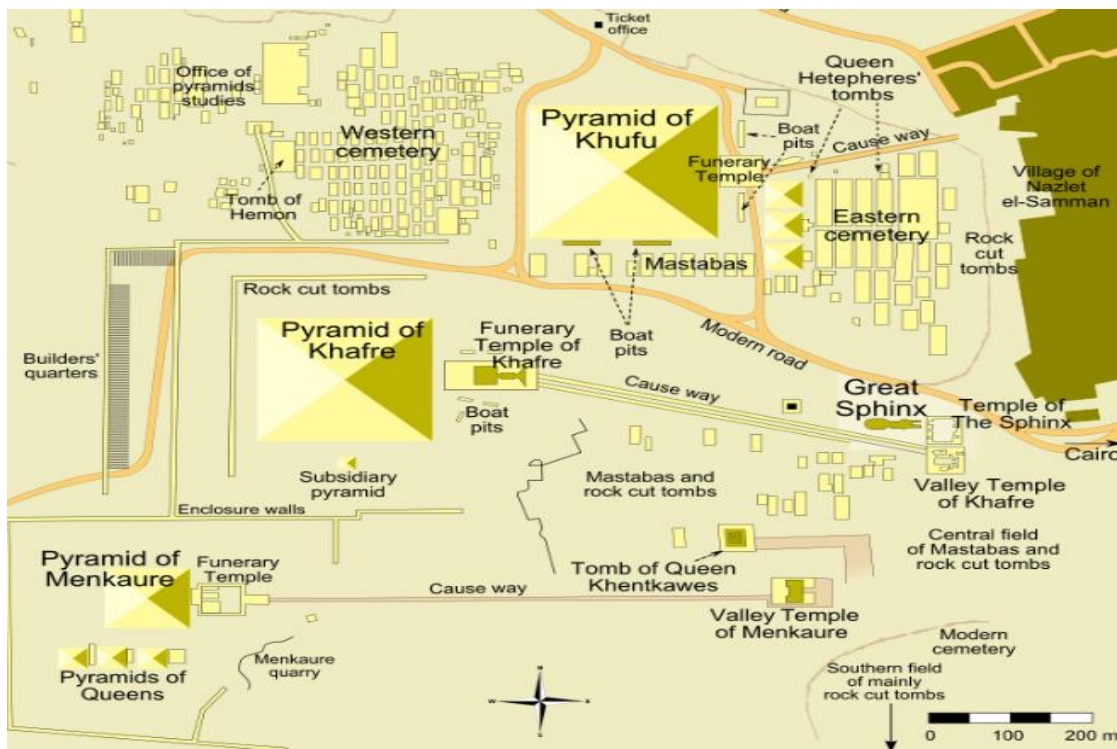 Ticket
office
Office of
pyramids
studies
Queen
Hetepheres'
tombs
Western
cemetery
Pyramid of
Khufu
Boat
pits
Cause way
Funerary
Temple
Village of
Nazlet
el-Samman
Tomb of
Hemon
Eastern
cemetery
Rock
cut
tombs
Mastabas
Rock cut tombs
Pyramid of
Khafre
Funerary
Temple of
Khafre
Boat
pits
Modern road
Builders'
quarters
Cause way
Great
Sphinx
Temple of
The Sphinx
Boat
pits
Cairo
Subsidiary
pyramid
Mastabas and
rock cut tombs
Valley Temple
of Khafre
Enclosure walls
Central field
of Mastabas and
rock cut tombs
Pyramid of
Menkaure
Funerary
Temple
Tomb of Queen
Khentkawes
Cause way
Valley Temple
of Menkaure
Modern
cemetery
Menkaure
quarry
Pyramids of
Queens
Southern field
of mainly
rock cut tombs
N
W
E
S
0 100 200 m